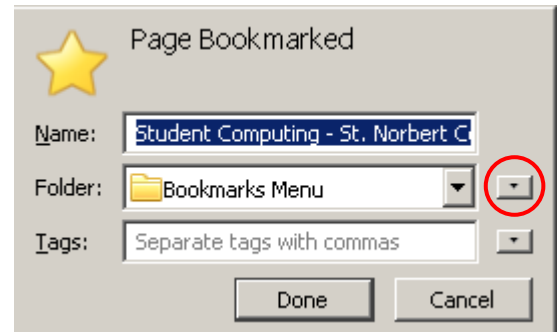 Page Bookmarked
Name: Student Computing - St. Norbert C
Folder: Bookmarks Menu
Tags: Separate tags with commas
Done Cancel